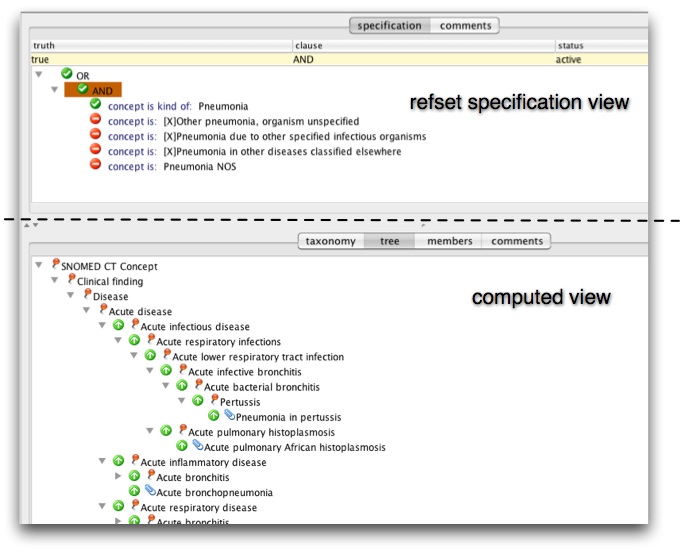 specification comments
truth clause status
true AND active
OR
AND
concept is kind of: Pneumonia
refset specification view
concept is: [X]Other pneumonia, organism unspecified
concept is: [X]Pneumonia due to other specified infectious organisms
concept is: [X]Pneumonia in other diseases classified elsewhere
concept is: Pneumonia NOS
taxonomy tree members comments
SNOMED CT Concept
Clinical finding
Disease
computed view
Acute disease
Acute infectious disease
Acute respiratory infections
Acute lower respiratory tract infection
Acute infective bronchitis
Acute bacterial bronchitis
Pertussis
Pneumonia in pertussis
Acute pulmonary histoplasmosis
Acute pulmonary African histoplasmosis
Acute inflammatory disease
Acute bronchitis
Acute bronchopneumonia
Acute respiratory disease
Acute bronchitis